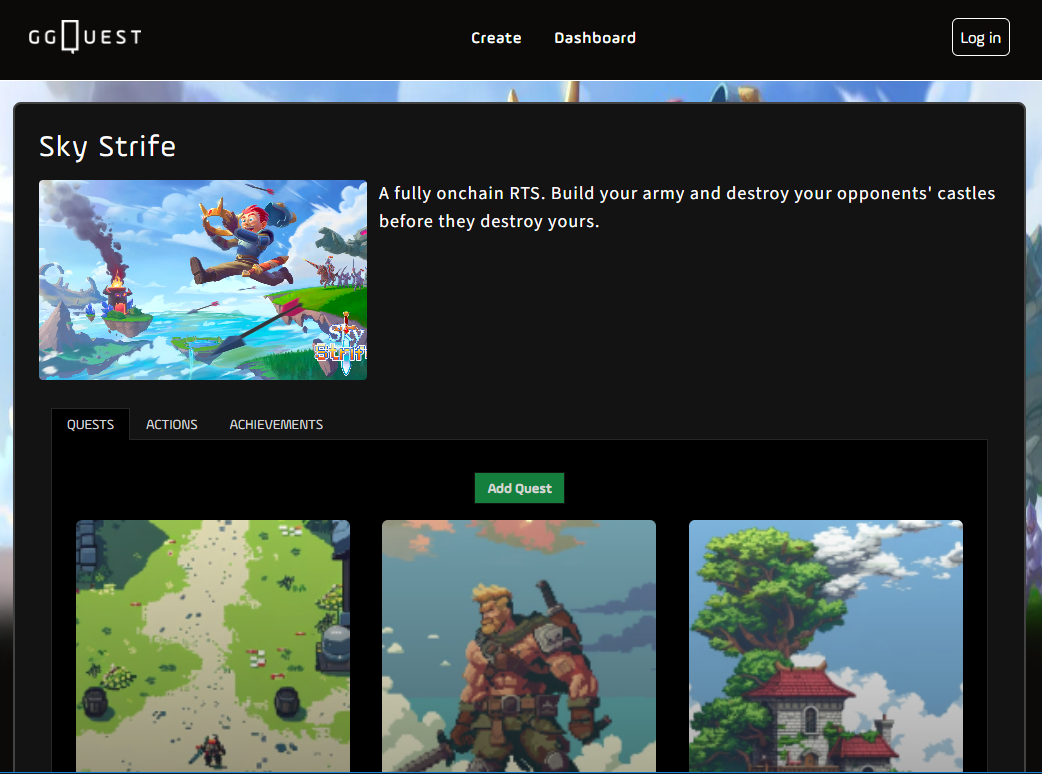 GGQUEST
Create
Dashboard
Log in
Sky Strife
A fully onchain RTS. Build your army and destroy your opponents' castles
before they destroy yours.
Sky
Strife
QUESTS
ACTIONS
ACHIEVEMENTS
Add Quest